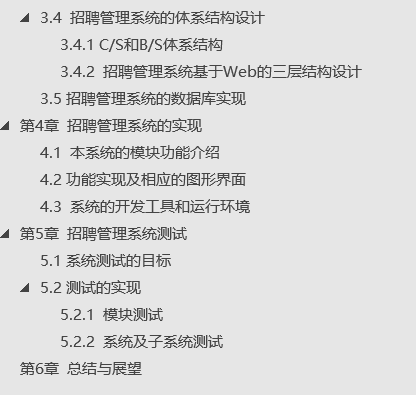 3.4 招聘管理系统的体系结构设计
3.4.1 C/S和B/S体系结构
3.4.2 招聘管理系统基于Web的三层结构设计
3.5 招聘管理系统的数据库实现
第4章 招聘管理系统的实现
4.1 本系统的模块功能介绍
4.2 功能实现及相应的图形界面
4.3 系统的开发工具和运行环境
第5章 招聘管理系统测试
5.1 系统测试的目标
5.2 测试的实现
5.2.1 模块测试
5.2.2 系统及子系统测试
第6章 总结与展望